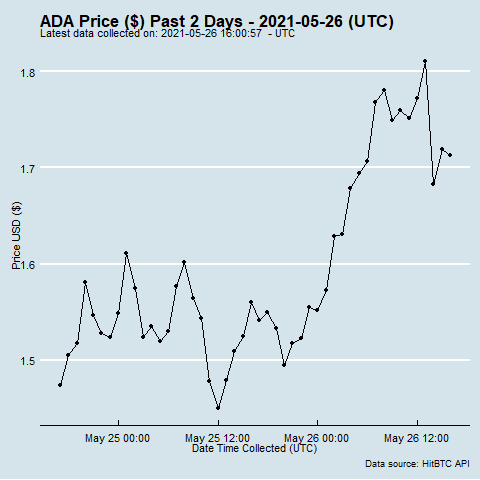 ADA Price ($) Past 2 Days - 2021-05-26 (UTC)
Latest data collected on: 2021-05-26 16:00:57 - UTC
1.8
1.7
1.6
1.5
Price USD ($)
May 25 00:00
May 25 12:00
May 26 00:00
May 26 12:00
Date Time Collected (UTC)
Data source: HitBTC API